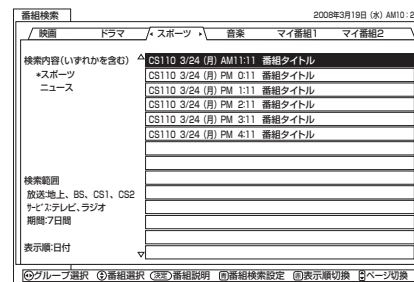 番組検索 2008年3月19日 (水) AM10:2
映画 ドラマ スポーツ 音楽 マイ番組1 マイ番組2
検索内容(いずれかを含む)
*スポーツ
ニュース
CS110 3/24 (月) AM11:11 番組タイトル
CS110 3/24 (月) PM 0:11 番組タイトル
CS110 3/24 (月) PM 1:11 番組タイトル
CS110 3/24 (月) PM 2:11 番組タイトル
CS110 3/24 (月) PM 3:11 番組タイトル
CS110 3/24 (月) PM 4:11 番組タイトル
検索範囲
放送:地上、BS、CS1、CS2
サービス:テレビ、ラジオ
期間:7日間
表示順:日付
グループ選択 番組選択 決定 番組説明 青 番組検索設定 赤 表示順切換 ページ切換